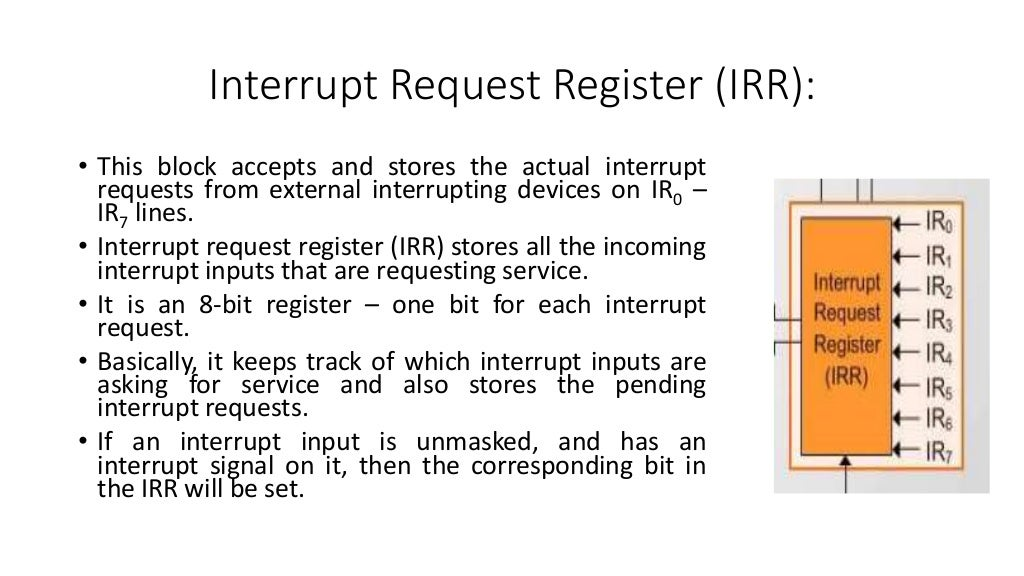 Interrupt Request Register (IRR):
• This block accepts and stores the actual interrupt
requests from external interrupting devices on IR₀ –
IR₇ lines.
• Interrupt request register (IRR) stores all the incoming
interrupt inputs that are requesting service.
• It is an 8-bit register – one bit for each interrupt
request.
• Basically, it keeps track of which interrupt inputs are
asking for service and also stores the pending
interrupt requests.
• If an interrupt input is unmasked, and has an
interrupt signal on it, then the corresponding bit in
the IRR will be set.
Interrupt
Request
Register
(IRR)
IR₀
IR₁
IR₂
IR₃
IR₄
IR₅
IR₆
IR₇